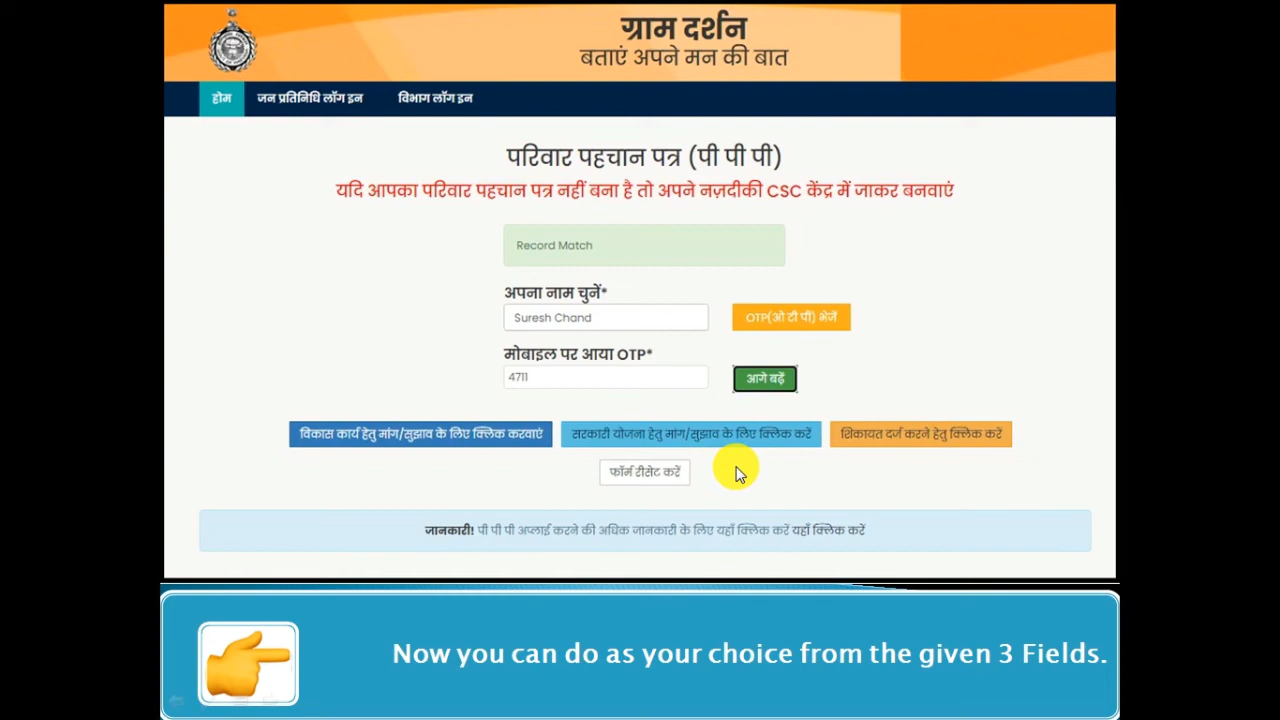 ग्राम दर्शन
बताएं अपने मन की बात
होम जन प्रतिनिधि लॉग इन विभाग लॉग इन
परिवार पहचान पत्र (पी पी पी)
यदि आपका परिवार पहचान पत्र नहीं बना है तो अपने नज़दीकी CSC केंद्र में जाकर बनवाएं
Record Match
अपना नाम चुनें*
Suresh Chand OTP(ओ टी पी) भेजें
मोबाइल पर आया OTP*
4711 आगे बढ़ें
विकास कार्य हेतु मांग/सुझाव के लिए क्लिक करवाएं सरकारी योजना हेतु मांग/सुझाव के लिए क्लिक करें शिकायत दर्ज करने हेतु क्लिक करें
फॉर्म रीसेट करें
जानकारी! पी पी पी अप्लाई करने की अधिक जानकारी के लिए यहाँ क्लिक करें यहाँ क्लिक करें
Now you can do as your choice from the given 3 Fields.